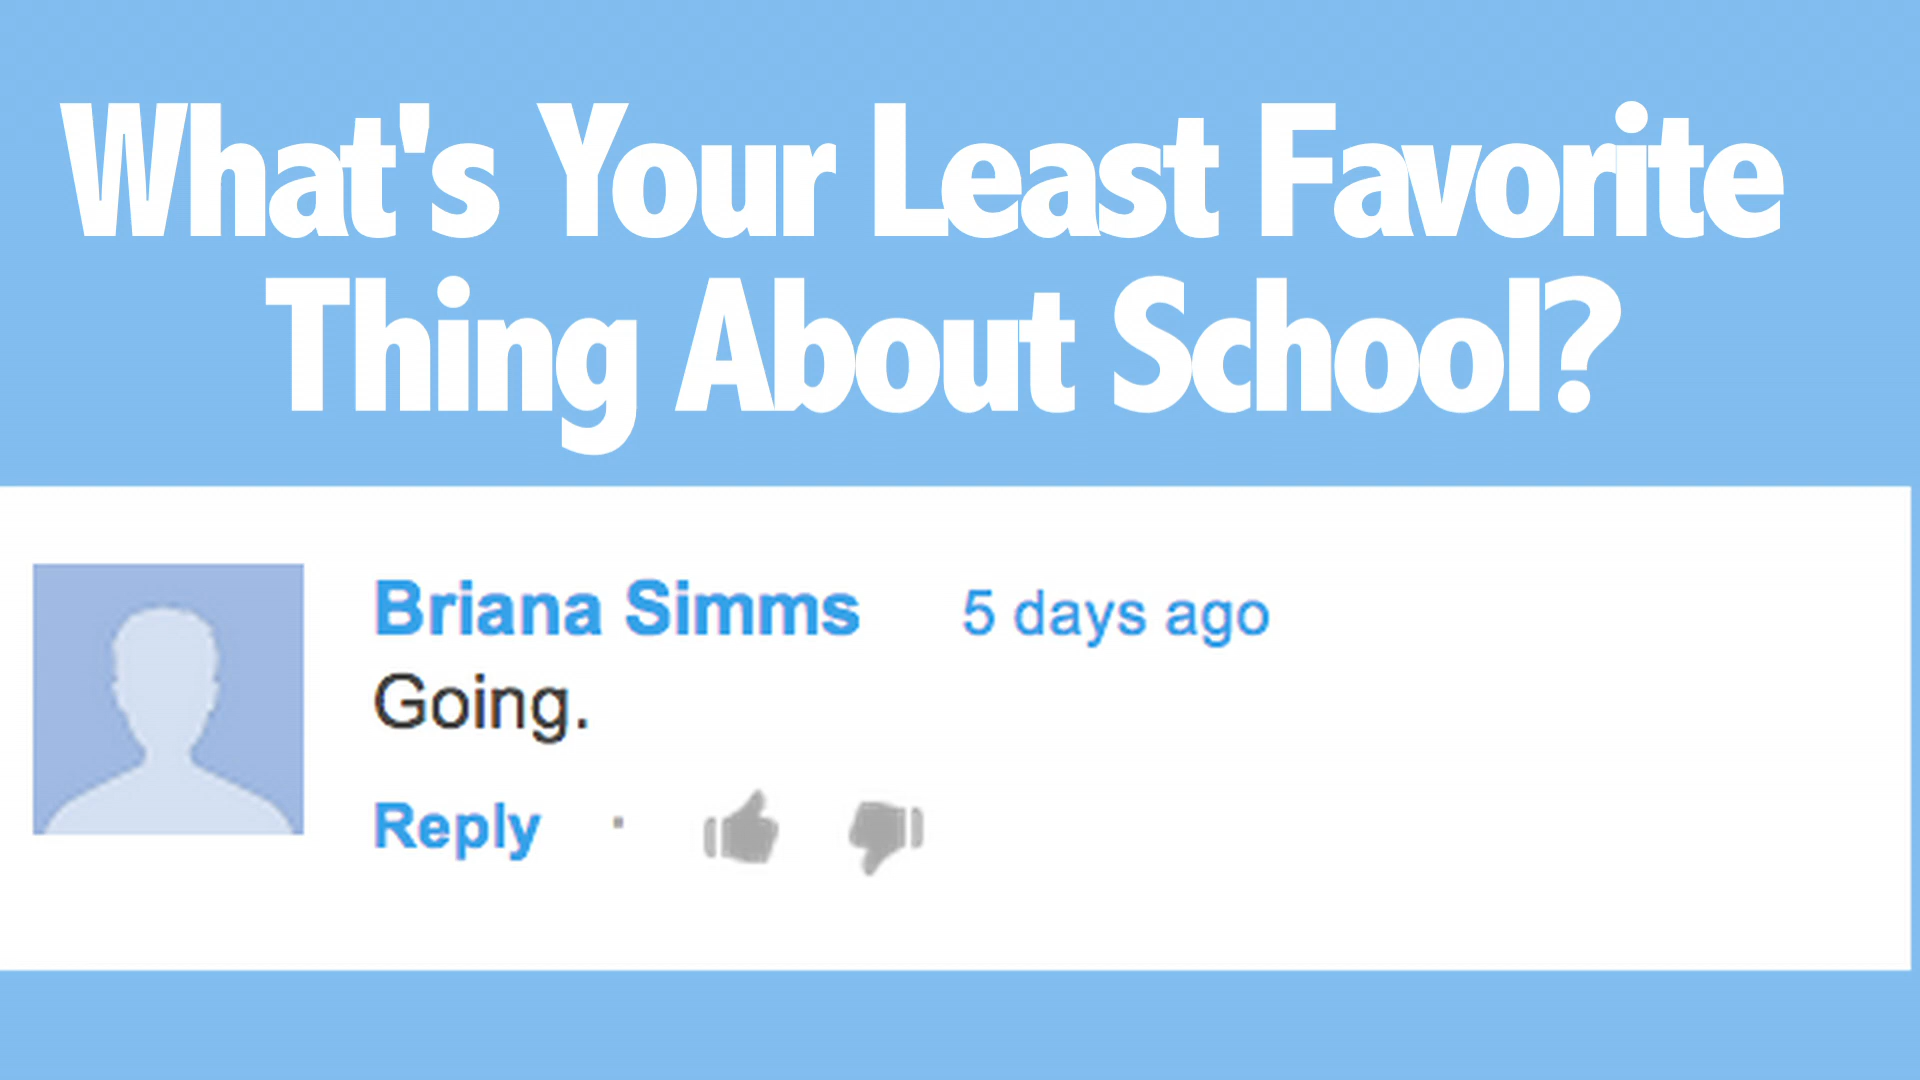 What's Your Least Favorite
Thing About School?
Briana Simms 5 days ago
Going.
Reply ·